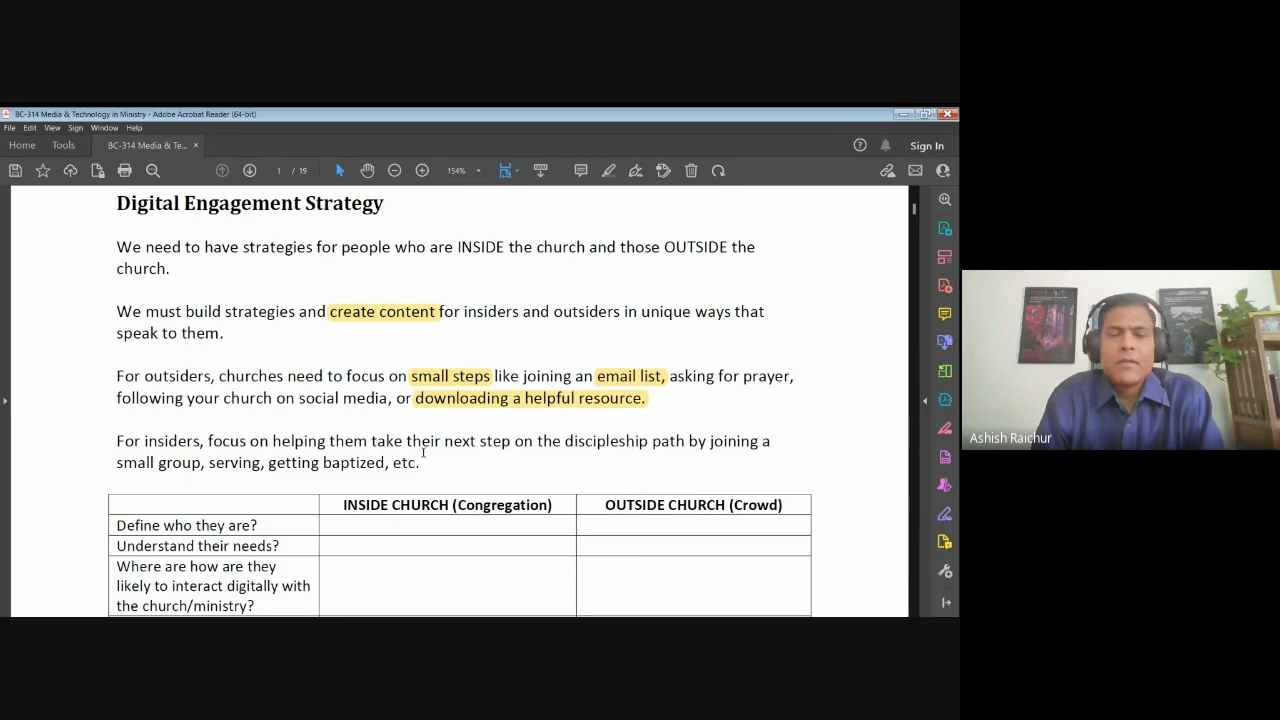 BC-314 Media & Technology in Ministry - Adobe Acrobat Reader (64-bit)
File Edit View Sign Window Help
Home Tools BC-314 Media & Te... × Sign In
1 / 19 154%
Digital Engagement Strategy
We need to have strategies for people who are INSIDE the church and those OUTSIDE the
church.
We must build strategies and create content for insiders and outsiders in unique ways that
speak to them.
For outsiders, churches need to focus on small steps like joining an email list, asking for prayer,
following your church on social media, or downloading a helpful resource.
For insiders, focus on helping them take their next step on the discipleship path by joining a
small group, serving, getting baptized, etc.
INSIDE CHURCH (Congregation) OUTSIDE CHURCH (Crowd)
Define who they are?
Understand their needs?
Where are how are they
likely to interact digitally with
the church/ministry?
Ashish Raichur